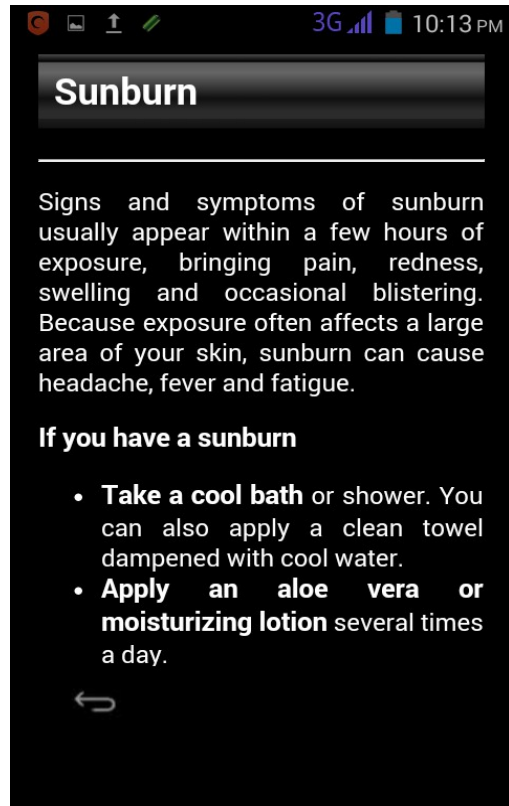 3G 10:13 PM
Sunburn
Signs and symptoms of sunburn
usually appear within a few hours of
exposure, bringing pain, redness,
swelling and occasional blistering.
Because exposure often affects a large
area of your skin, sunburn can cause
headache, fever and fatigue.
If you have a sunburn
• Take a cool bath or shower. You
can also apply a clean towel
dampened with cool water.
• Apply an aloe vera or
moisturizing lotion several times
a day.